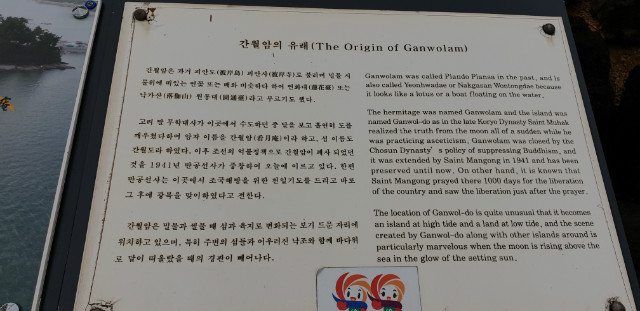 간월암의 유래(The Origin of Ganwolam)
간월암은 과거 피안도(彼岸島) 피안사(彼岸寺)로 불리며 밀물 시
물위에 떠있는 연꽃 또는 배와 비슷하다 하여 연화대(蓮花臺) 또는
낙가산(落伽山) 원통대(圓通臺)라고 부르기도 했다.
고려 말 무학대사가 이곳에서 수도하던 중 달을 보고 홀연히 도를
깨우쳤다하여 암자 이름을 간월암(看月庵)이라 하고, 섬 이름도
간월도라 하였다. 이후 조선의 억불정책으로 간월암이 폐사 되었던
것을 1941년 만공선사가 중창하여 오늘에 이르고 있다. 한편
만공선사는 이곳에서 조국해방을 위한 천일기도를 드리고 바로
그 후에 광복을 맞이하였다고 전한다.
간월암은 밀물과 썰물 때 섬과 육지로 변화되는 보기 드문 자리에
위치하고 있으며, 특히 주변의 섬들과 어우러진 낙조와 함께 바다위
로 달이 떠올랐을 때의 경관이 빼어나다.
Ganwolam was called Piando Piansa in the past, and is
also called Yeonhwadae or Nakgasan Wontongdae because
it looks like a lotus or a boat floating on the water.
The hermitage was named Ganwolam and the island was
named Ganwol-do as in the late Koryo Dynasty Saint Muhak
realized the truth from the moon all of a sudden while he
was practicing asceticism. Ganwolam was closed by the
Chosun Dynasty's policy of suppressing Buddhism, and
it was extended by Saint Mangong in 1941 and has been
preserved until now. On other hand, it is known that
Saint Mangong prayed there 1000 days for the liberation
of the country and saw the liberation just after the prayer.
The location of Ganwol-do is quite unusual that it becomes
an island at high tide and a land at low tide, and the scene
created by Ganwol-do along with other islands around is
particularly marvelous when the moon is rising above the
sea in the glow of the setting sun.